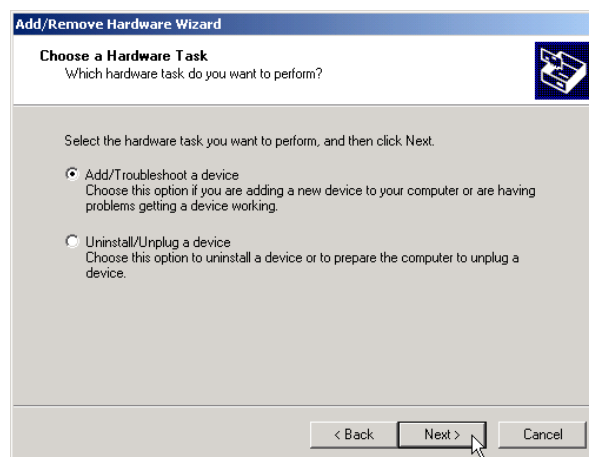 Add/Remove Hardware Wizard
Choose a Hardware Task
Which hardware task do you want to perform?
Select the hardware task you want to perform, and then click Next.
Add/Troubleshoot a device
Choose this option if you are adding a new device to your computer or are having
problems getting a device working.
Uninstall/Unplug a device
Choose this option to uninstall a device or to prepare the computer to unplug a
device.
< Back Next > Cancel